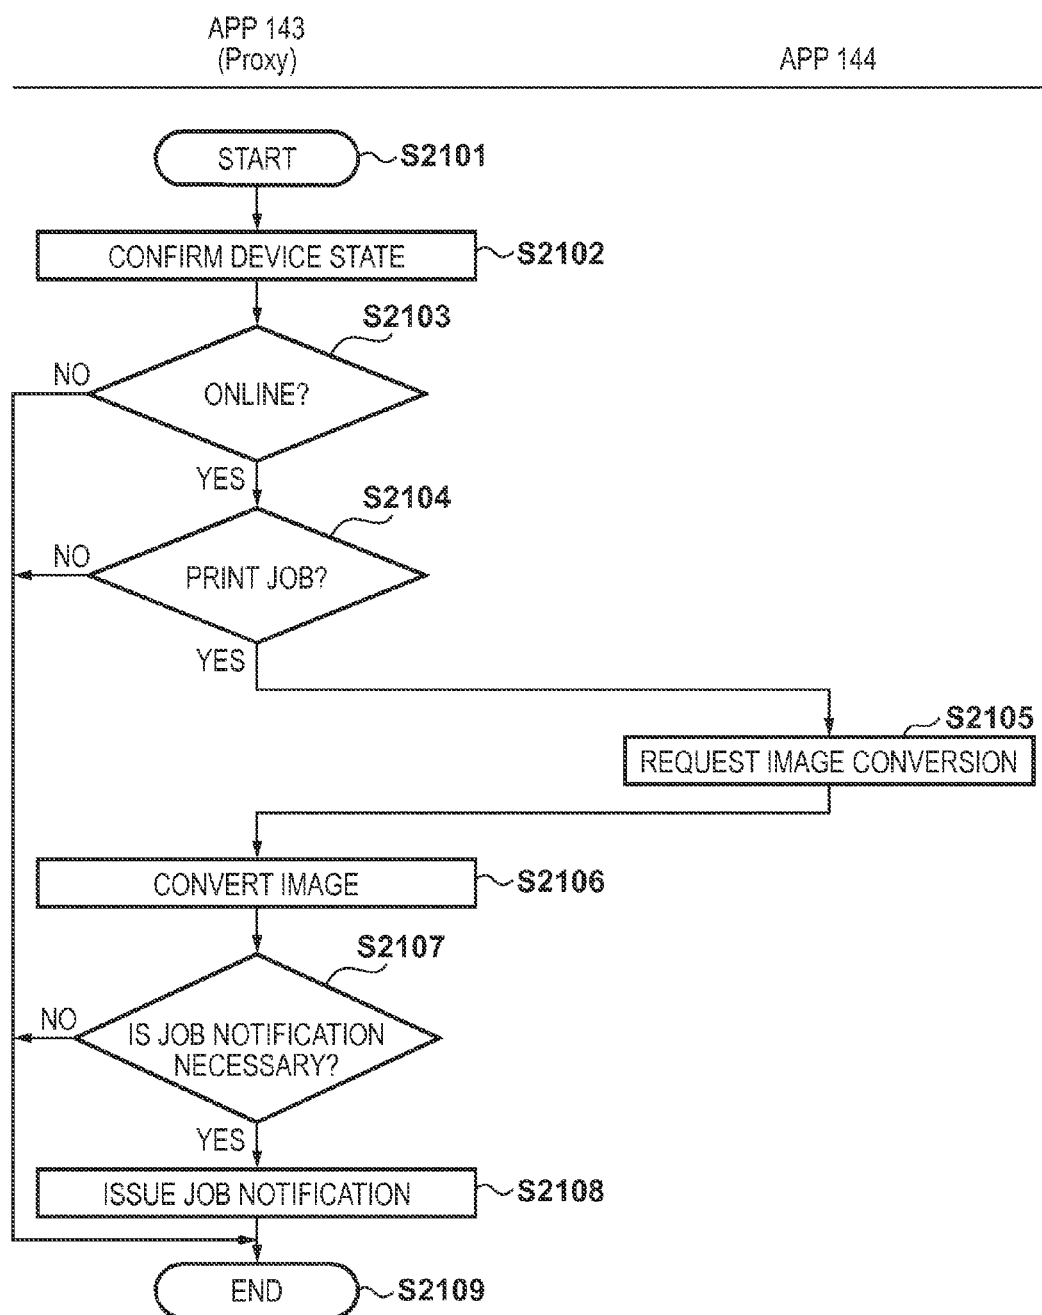 APP 143
(Proxy)
APP 144
START
S2101
CONFIRM DEVICE STATE
S2102
S2103
NO
ONLINE?
YES
S2104
NO
PRINT JOB?
YES
S2105
REQUEST IMAGE CONVERSION
CONVERT IMAGE
S2106
S2107
NO
IS JOB NOTIFICATION
NECESSARY?
YES
ISSUE JOB NOTIFICATION
S2108
END
S2109